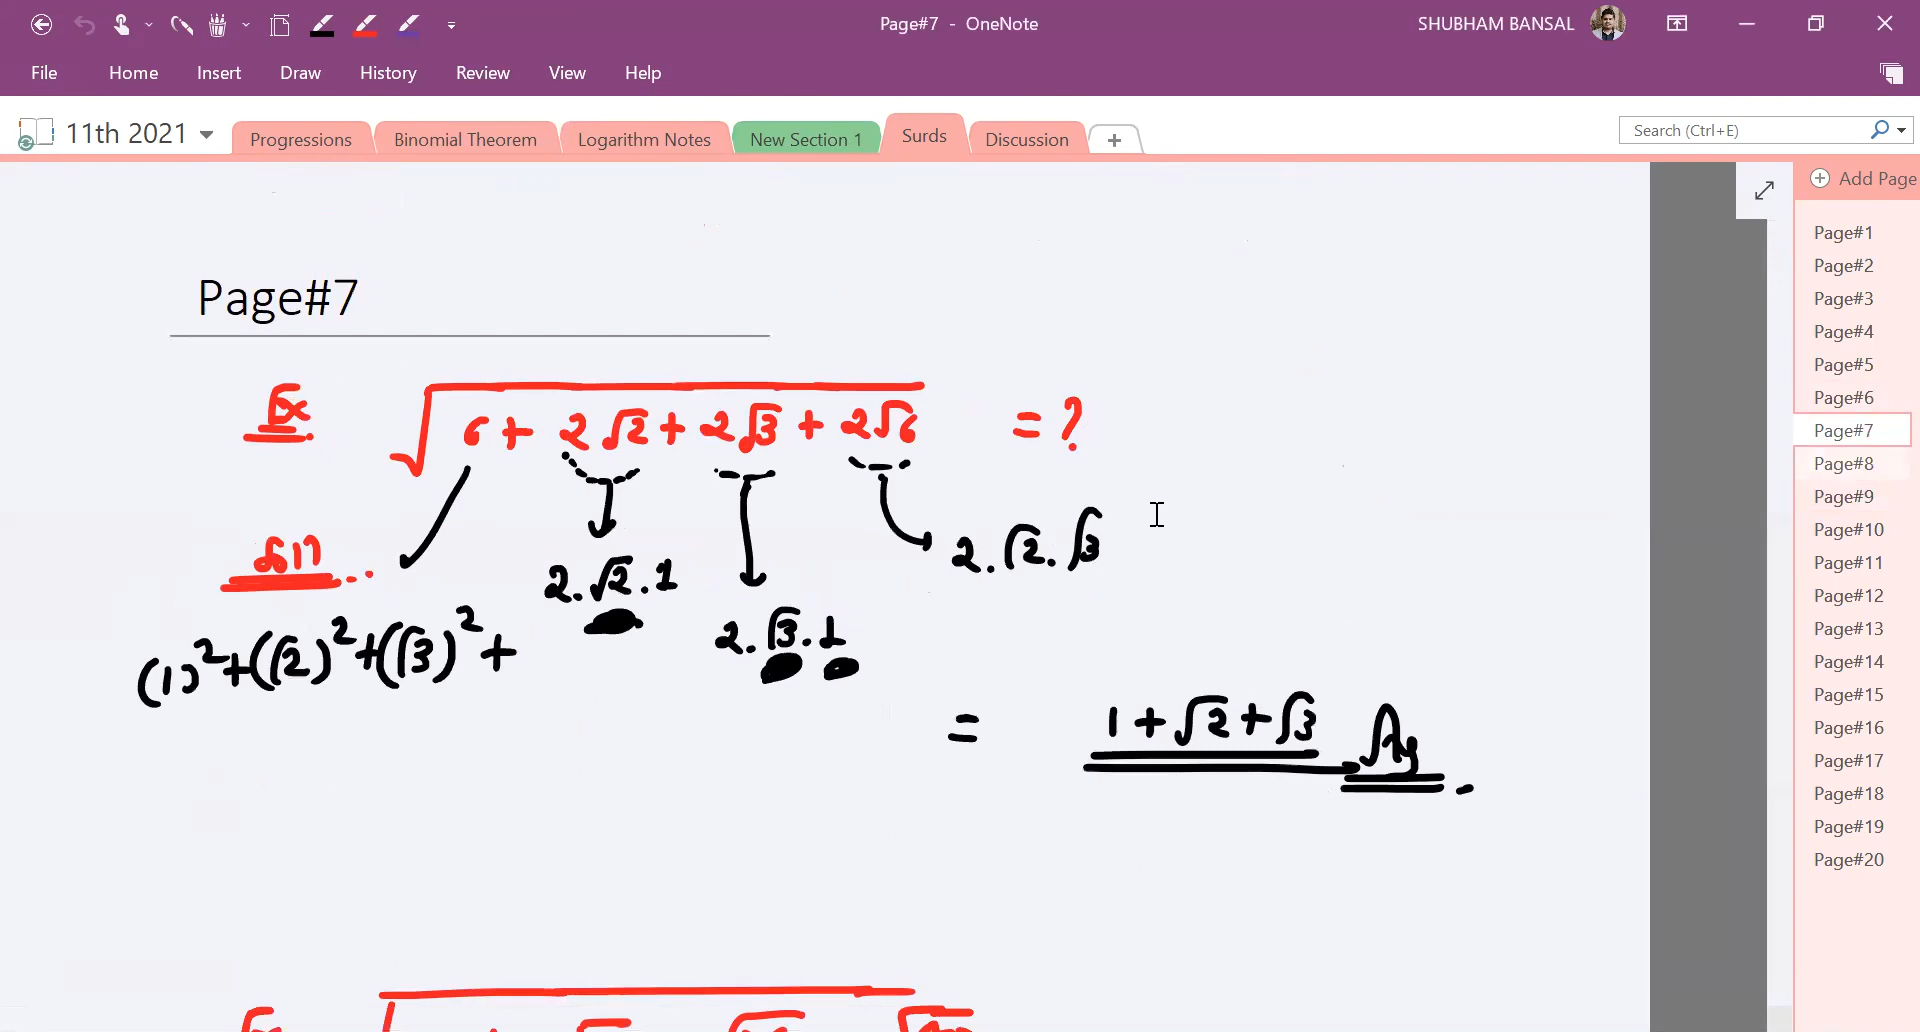 Page#7 - OneNote
SHUBHAM BANSAL
File Home Insert Draw History Review View Help
11th 2021
Progressions Binomial Theorem Logarithm Notes New Section 1 Surds Discussion +
Search (Ctrl+E)
Add Page
Page#1
Page#2
Page#3
Page#4
Page#5
Page#6
Page#7
Page#8
Page#9
Page#10
Page#11
Page#12
Page#13
Page#14
Page#15
Page#16
Page#17
Page#18
Page#19
Page#20
Page#7
Ex √(6 + 2√2 + 2√3 + 2√6) = ?
Sol^n
2.√2.√3
2.√2.1
2.√3.1
(1)² + (√2)² + (√3)² +
= 1 + √2 + √3